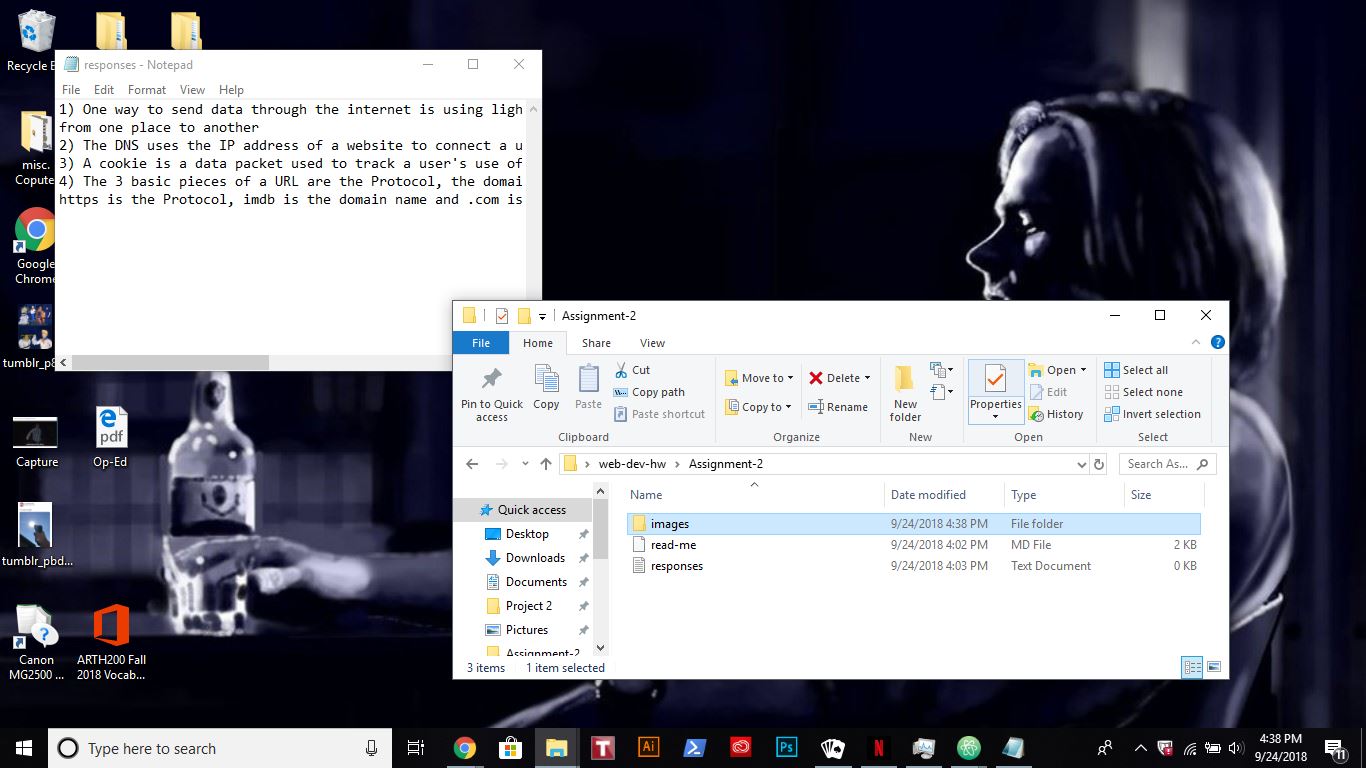 Recycle B
misc.
Coputer
Google
Chrome
tumblr_p8
Capture
Op-Ed
pdf
tumblr_pbd...
Canon
MG2500 ...
ARTH200 Fall
2018 Vocab...
responses - Notepad
File Edit Format View Help
1) One way to send data through the internet is using ligh
from one place to another
2) The DNS uses the IP address of a website to connect a u
3) A cookie is a data packet used to track a user's use of
4) The 3 basic pieces of a URL are the Protocol, the domai
https is the Protocol, imdb is the domain name and .com is
Assignment-2
File Home Share View
Pin to Quick
access
Copy
Paste
Cut
Copy path
Paste shortcut
Clipboard
Move to
Copy to
Delete
Rename
Organize
New
folder
New
Properties
Open
Edit
History
Open
Select all
Select none
Invert selection
Select
web-dev-hw > Assignment-2
Search As...
Quick access
Desktop
Downloads
Documents
Project 2
Pictures
Assignment-2
Name Date modified Type Size
images 9/24/2018 4:38 PM File folder
read-me 9/24/2018 4:02 PM MD File 2 KB
responses 9/24/2018 4:03 PM Text Document 0 KB
3 items 1 item selected
Type here to search
T
Ai
Ps
N
4:38 PM
9/24/2018
11